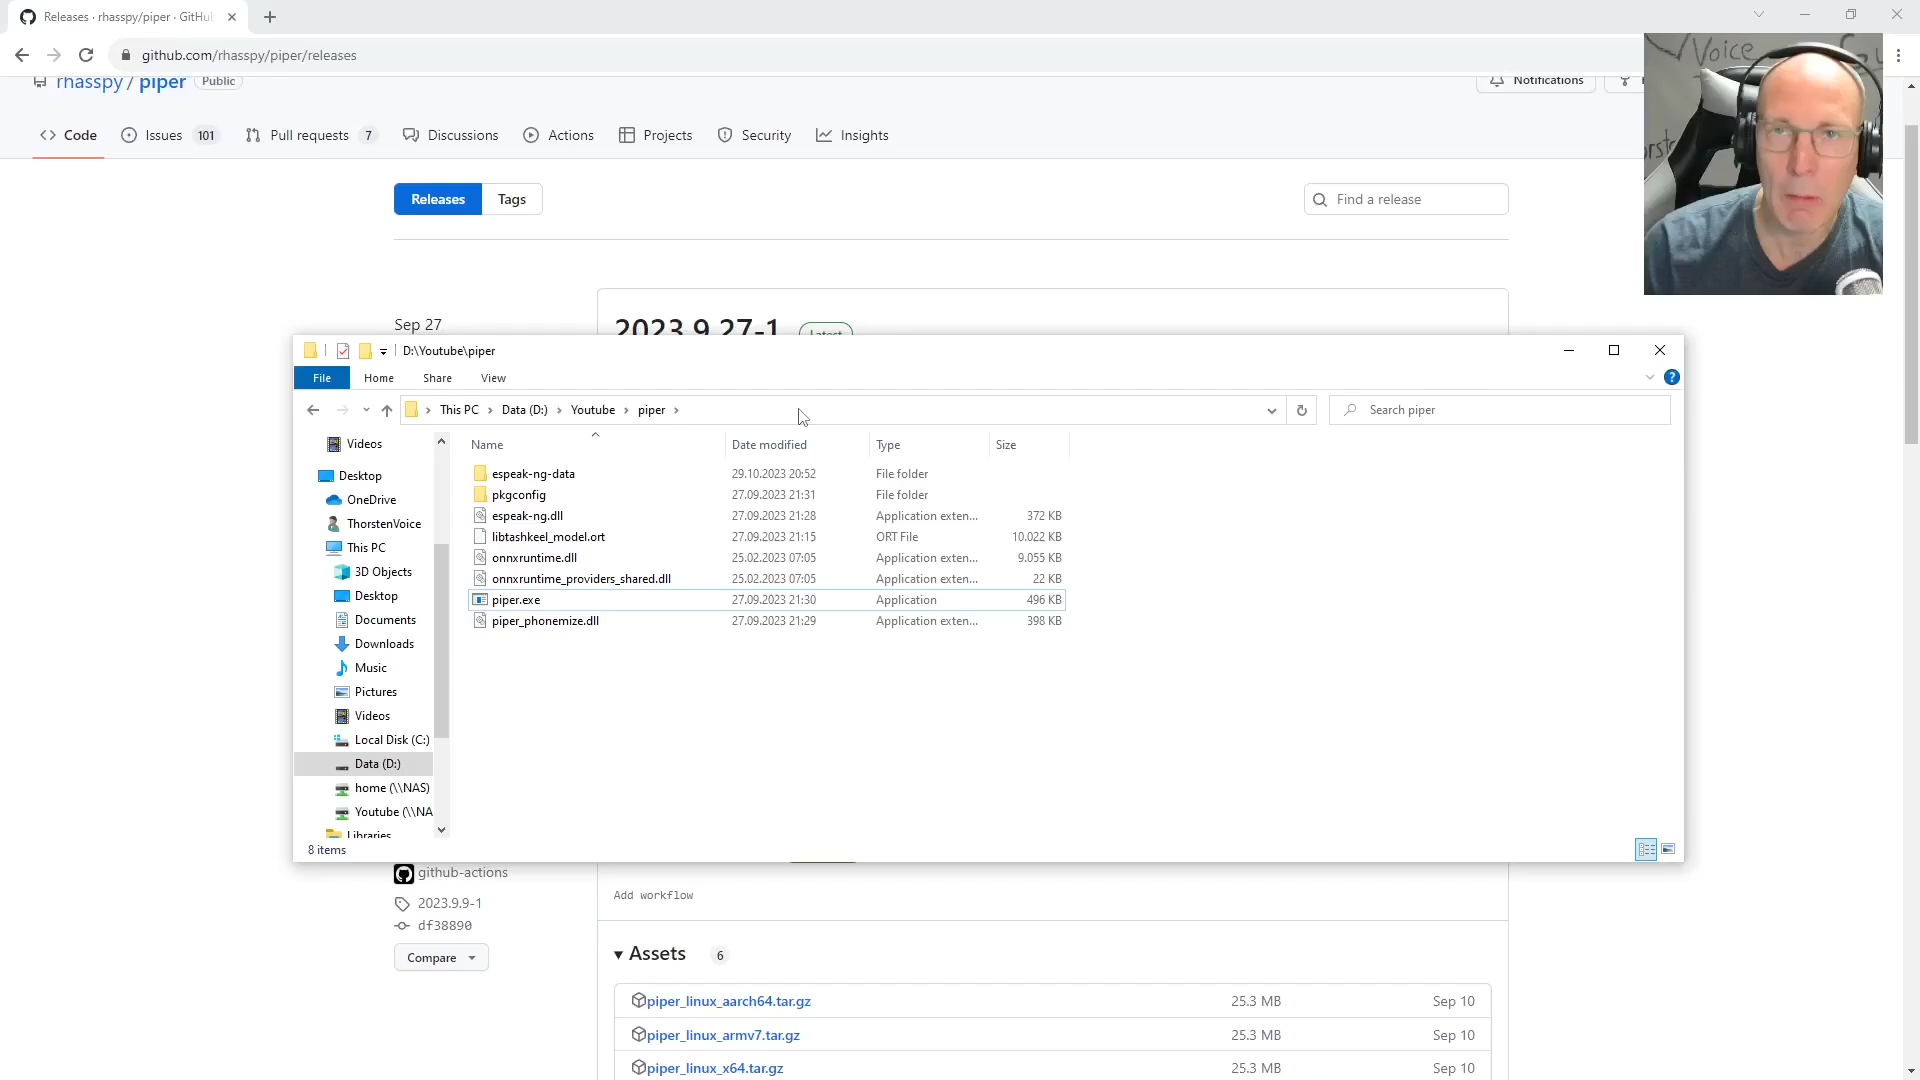 Releases · rhasspy/piper · GitHu
github.com/rhasspy/piper/releases
rhasspy / piper Public
Notifications
Code
Issues 101
Pull requests 7
Discussions
Actions
Projects
Security
Insights
Voice
Releases
Tags
Find a release
Sep 27
2023.9.27-1 Latest
D:\Youtube\piper
File
Home
Share
View
This PC > Data (D:) > Youtube > piper >
Search piper
Name
Date modified
Type
Size
Videos
Desktop
OneDrive
ThorstenVoice
This PC
3D Objects
Desktop
Documents
Downloads
Music
Pictures
Videos
Local Disk (C:)
Data (D:)
home (\\NAS)
Youtube (\\NA
Libraries
espeak-ng-data 29.10.2023 20:52 File folder
pkgconfig 27.09.2023 21:31 File folder
espeak-ng.dll 27.09.2023 21:28 Application exten... 372 KB
libtashkeel_model.ort 27.09.2023 21:15 ORT File 10.022 KB
onnxruntime.dll 25.02.2023 07:05 Application exten... 9.055 KB
onnxruntime_providers_shared.dll 25.02.2023 07:05 Application exten... 22 KB
piper.exe 27.09.2023 21:30 Application 496 KB
piper_phonemize.dll 27.09.2023 21:29 Application exten... 398 KB
8 items
github-actions
2023.9.9-1
df38890
Compare
Add workflow
Assets 6
piper_linux_aarch64.tar.gz 25.3 MB Sep 10
piper_linux_armv7.tar.gz 25.3 MB Sep 10
piper_linux_x64.tar.gz 25.3 MB Sep 10